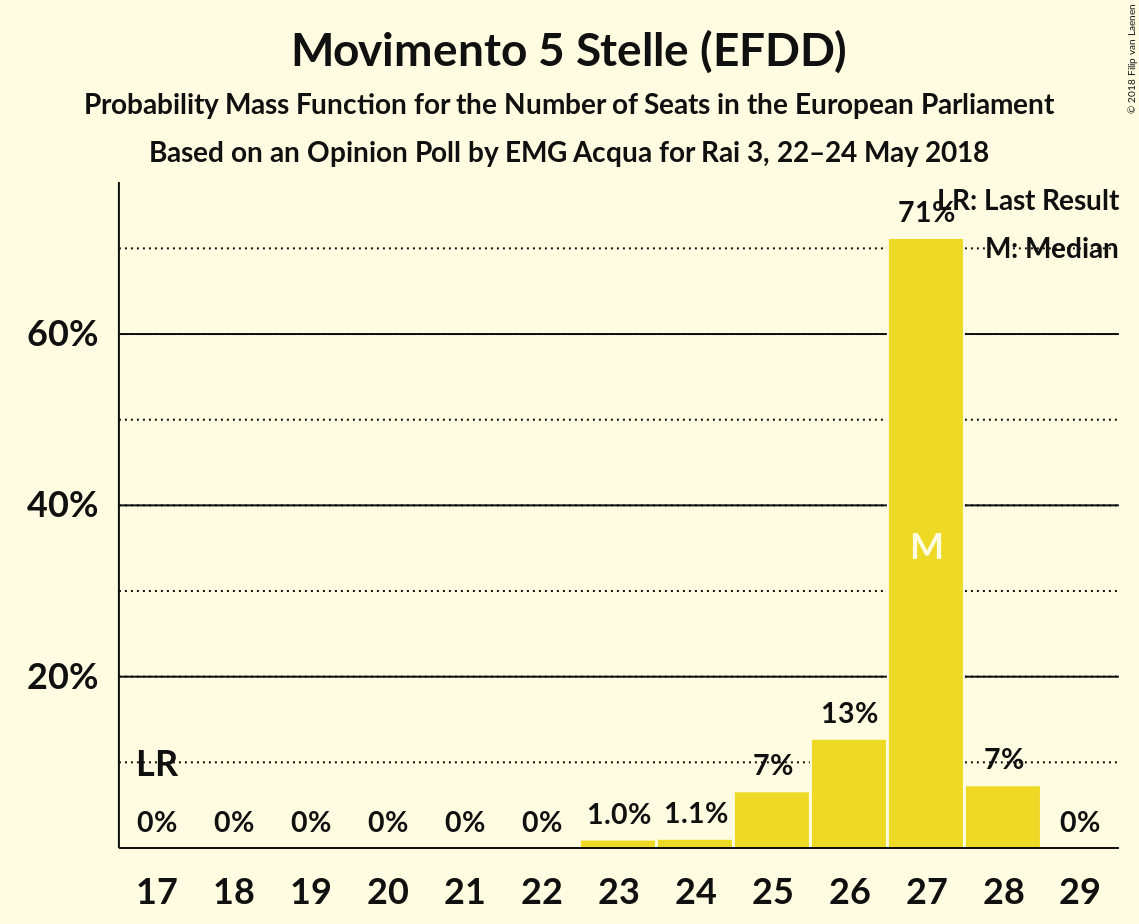 Movimento 5 Stelle (EFDD)
Probability Mass Function for the Number of Seats in the European Parliament
Based on an Opinion Poll by EMG Acqua for Rai 3, 22–24 May 2018
© 2018 Filip van Laenen
LR: Last Result
M: Median
71%
60%
40%
M
20%
13%
LR
7%
7%
0% 0% 0% 0% 0% 0% 1.0% 1.1% 0%
17 18 19 20 21 22 23 24 25 26 27 28 29